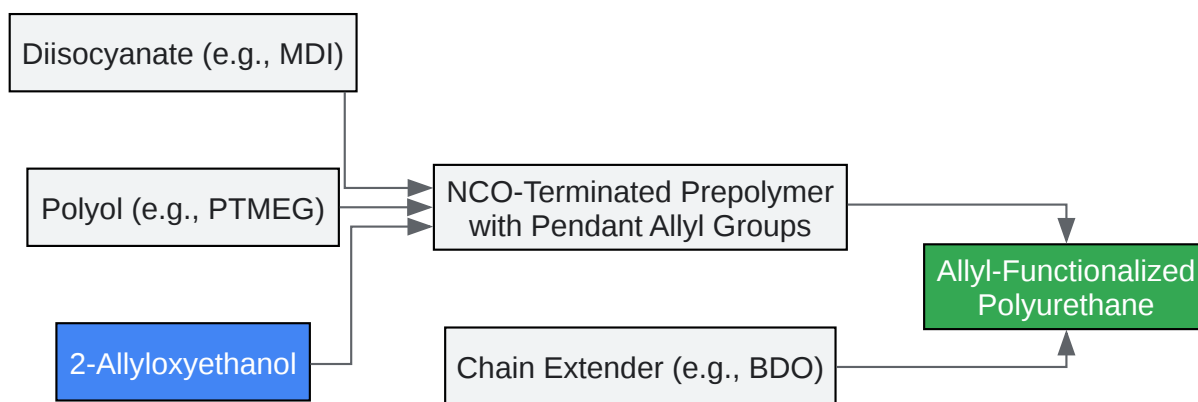 Diisocyanate (e.g., MDI)
Polyol (e.g., PTMEG)
NCO-Terminated Prepolymer
with Pendant Allyl Groups
Allyl-Functionalized
Polyurethane
2-Allyloxyethanol
Chain Extender (e.g., BDO)